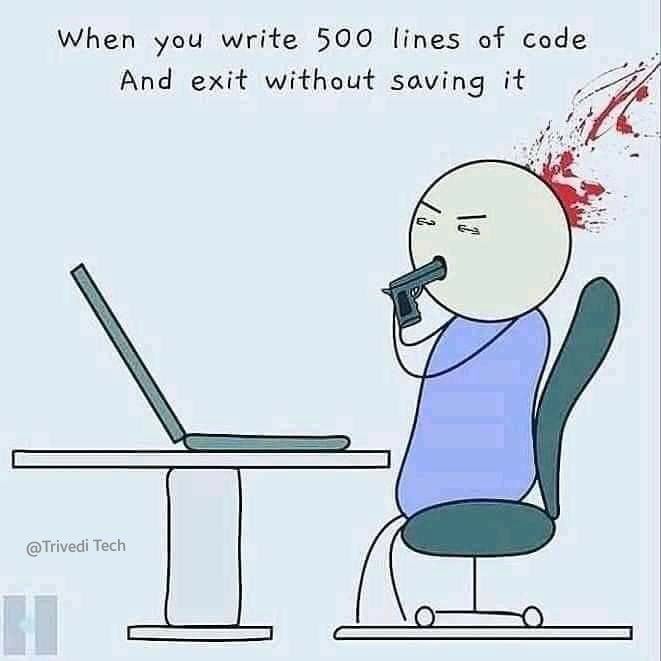 When you write 500 lines of code
And exit without saving it
@Trivedi Tech